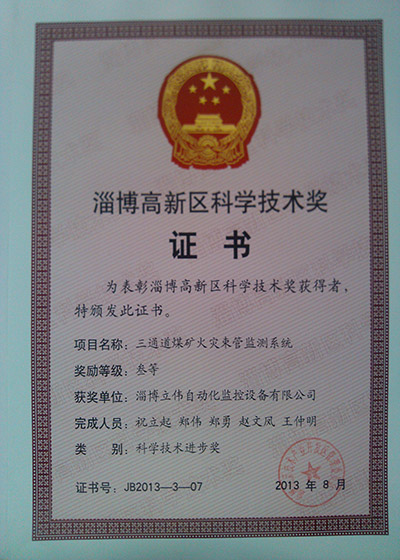 淄博高新区科学技术奖
证书
为表彰淄博高新区科学技术奖获得者,
特颁发此证书。
项目名称: 三通道煤矿火灾束管监测系统
奖励等级: 叁等
获奖单位: 淄博立伟自动化监控设备有限公司
完成人员: 祝立起 郑伟 郑勇 赵文凤 王仲明
类别: 科学技术进步奖
证书号: JB2013—3—07
2013年8月